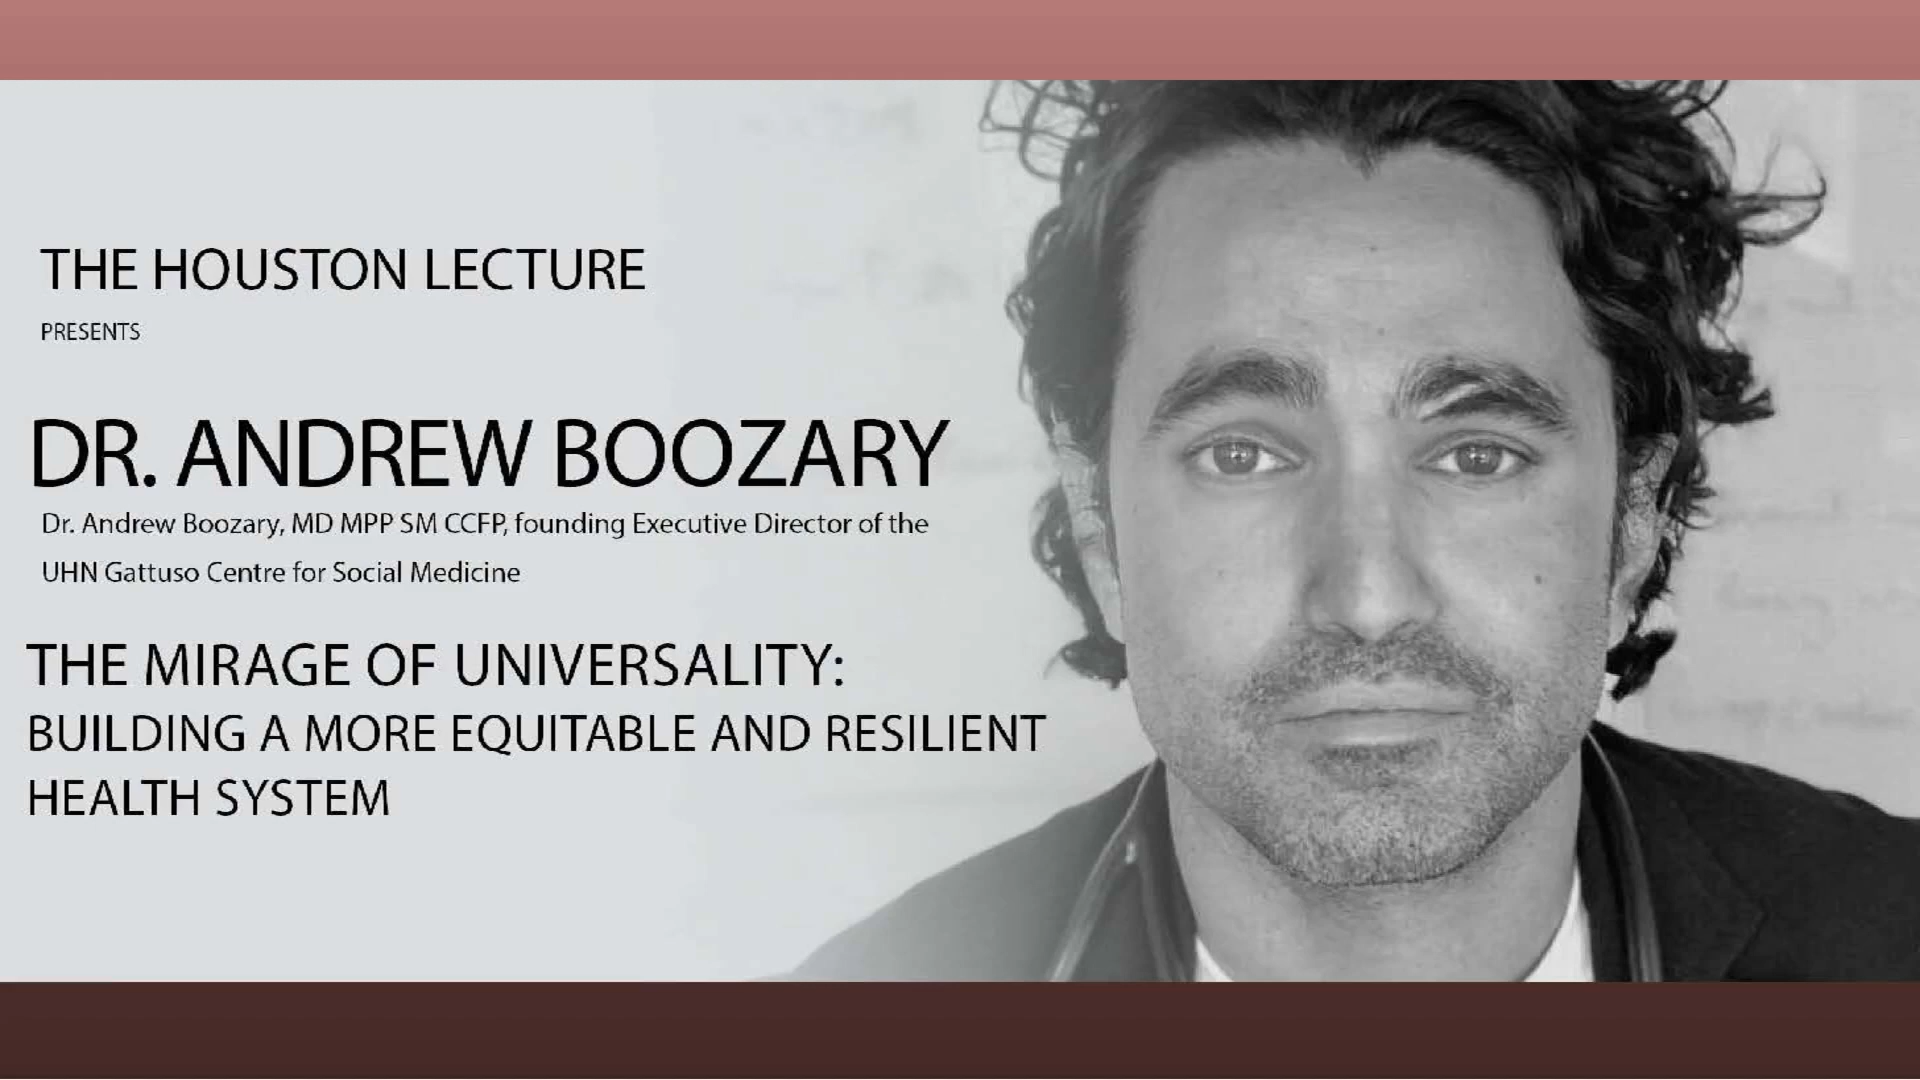 THE HOUSTON LECTURE
PRESENTS
DR. ANDREW BOOZARY
Dr. Andrew Boozary, MD MPP SM CCFP, founding Executive Director of the
UHN Gattuso Centre for Social Medicine
THE MIRAGE OF UNIVERSALITY:
BUILDING A MORE EQUITABLE AND RESILIENT
HEALTH SYSTEM